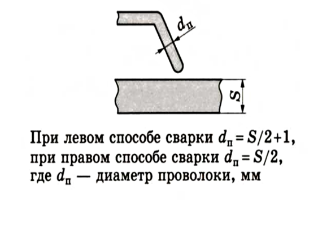 dп
S
При левом способе сварки dп = S/2+1,
при правом способе сварки dп = S/2,
где dп — диаметр проволоки, мм